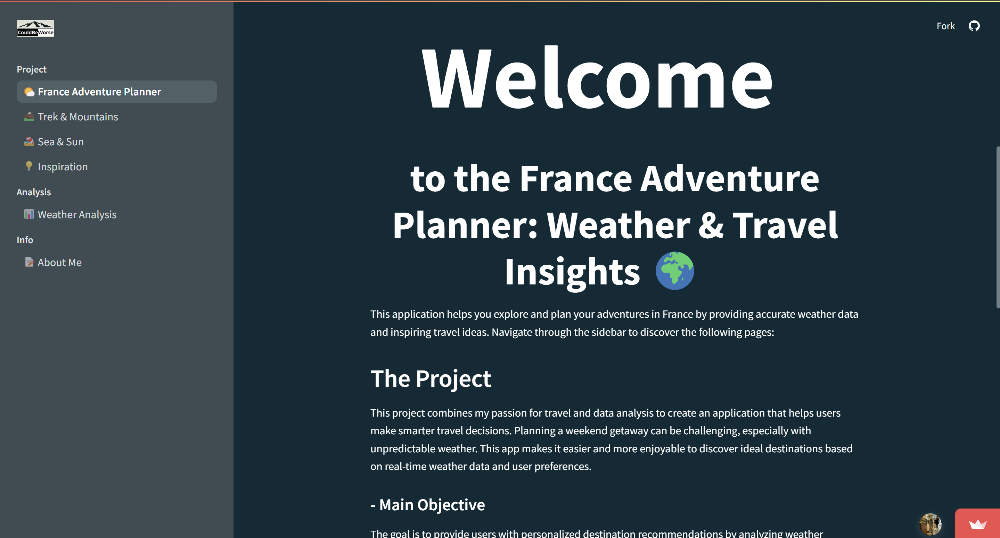 CouldBeWorse
Project
France Adventure Planner
Trek & Mountains
Sea & Sun
Inspiration
Analysis
Weather Analysis
Info
About Me
Fork
Welcome
to the France Adventure
Planner: Weather & Travel
Insights
This application helps you explore and plan your adventures in France by providing accurate weather data
and inspiring travel ideas. Navigate through the sidebar to discover the following pages:
The Project
This project combines my passion for travel and data analysis to create an application that helps users
make smarter travel decisions. Planning a weekend getaway can be challenging, especially with
unpredictable weather. This app makes it easier and more enjoyable to discover ideal destinations based
on real-time weather data and user preferences.
- Main Objective
The goal is to provide users with personalized destination recommendations by analyzing weather